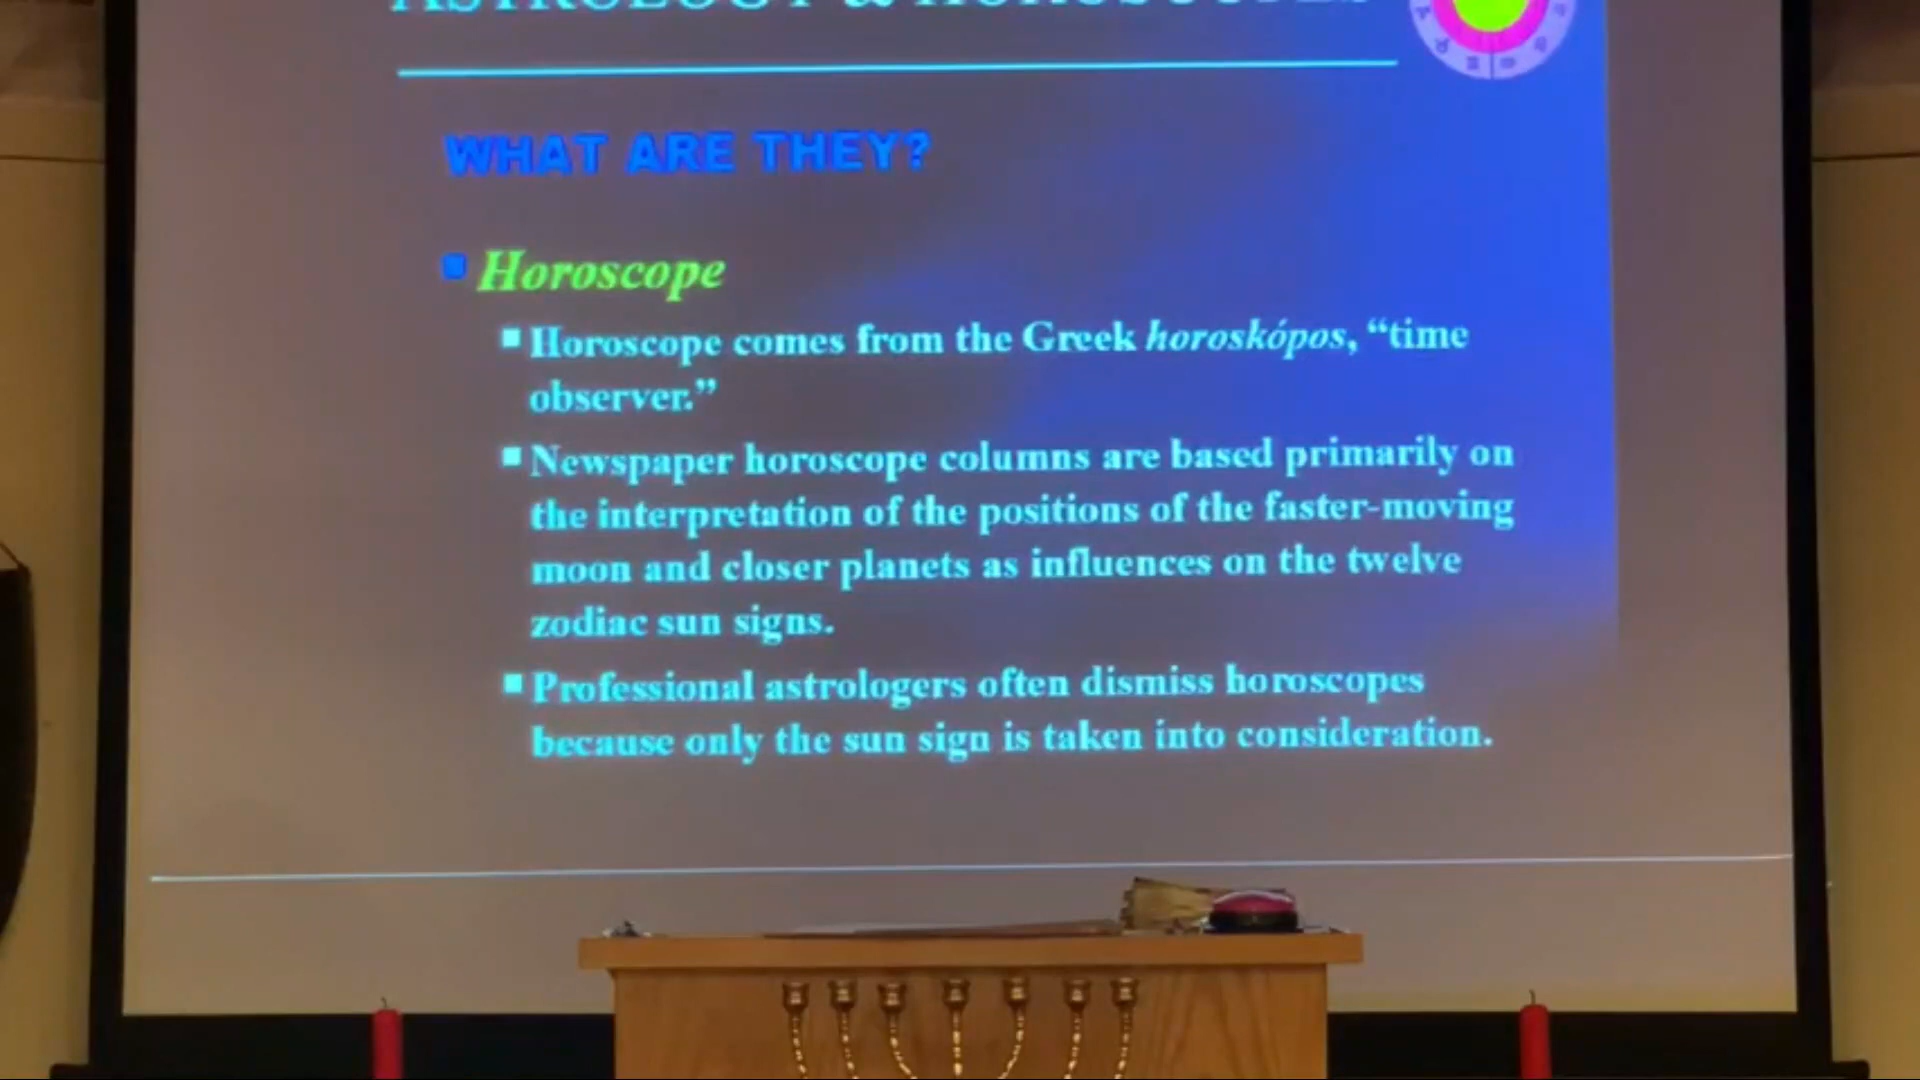 ASTROLOGY & HOROSCOPES
WHAT ARE THEY?
Horoscope
Horoscope comes from the Greek horoskópos, “time
observer.”
Newspaper horoscope columns are based primarily on
the interpretation of the positions of the faster-moving
moon and closer planets as influences on the twelve
zodiac sun signs.
Professional astrologers often dismiss horoscopes
because only the sun sign is taken into consideration.